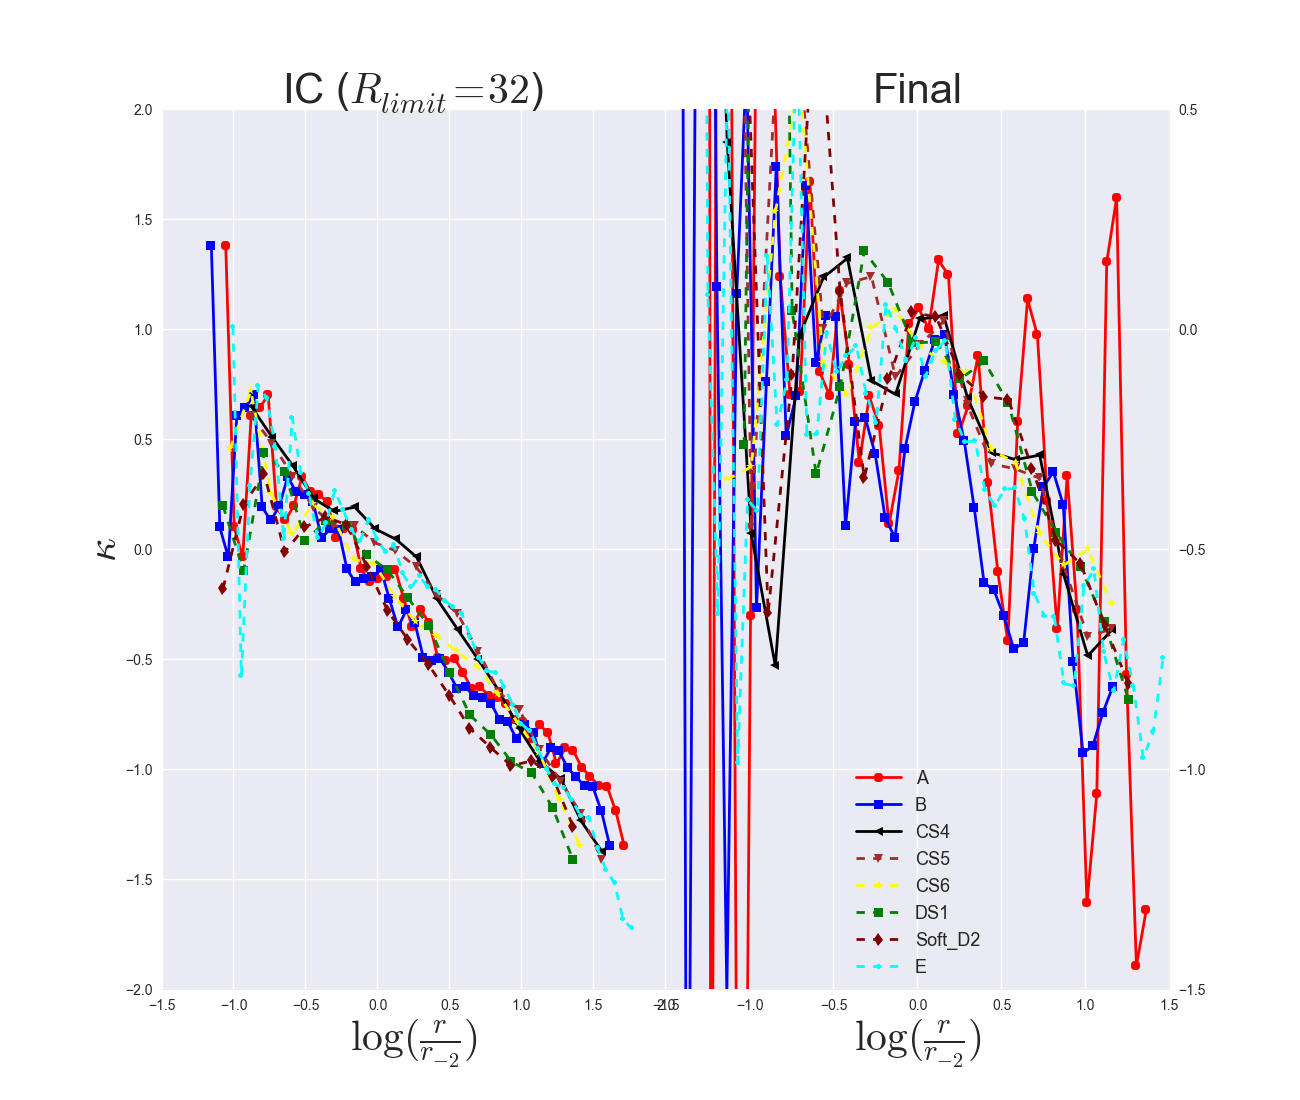 IC (R_limit=32)
Final
2.0
1.5
1.0
0.5
0.0
−0.5
−1.0
−1.5
−2.0
κ
0.5
0.0
−0.5
−1.0
−1.5
A
B
CS4
CS5
CS6
DS1
Soft_D2
E
−1.5 −1.0 −0.5 0.0 0.5 1.0 1.5
−1.0 −0.5 0.0 0.5 1.0 1.5
log(r/r−2)
log(r/r−2)